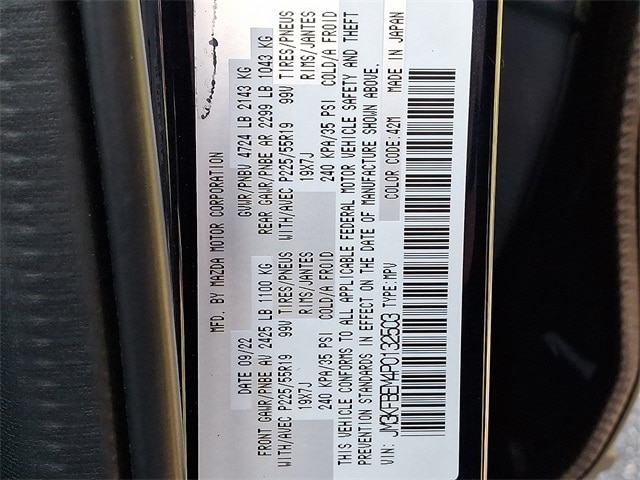 MFD. BY MAZDA MOTOR CORPORATION
DATE 09/22 GVWR/PNBV 4724 LB 2143 KG
FRONT GAWR/PNBE AV 2425 LB 1100 KG REAR GAWR/PNBE AR 2299 LB 1043 KG
WITH/AVEC P225/55R19 99V TIRES/PNEUS WITH/AVEC P225/55R19 99V TIRES/PNEUS
19X7J RIMS/JANTES 19X7J RIMS/JANTES
240 KPA/35 PSI COLD/A FROID 240 KPA/35 PSI COLD/A FROID
THIS VEHICLE CONFORMS TO ALL APPLICABLE FEDERAL MOTOR VEHICLE SAFETY AND THEFT
PREVENTION STANDARDS IN EFFECT ON THE DATE OF MANUFACTURE SHOWN ABOVE.
VIN: JM3KFBEM4P0132503 TYPE:MPV COLOR CODE:42M MADE IN JAPAN